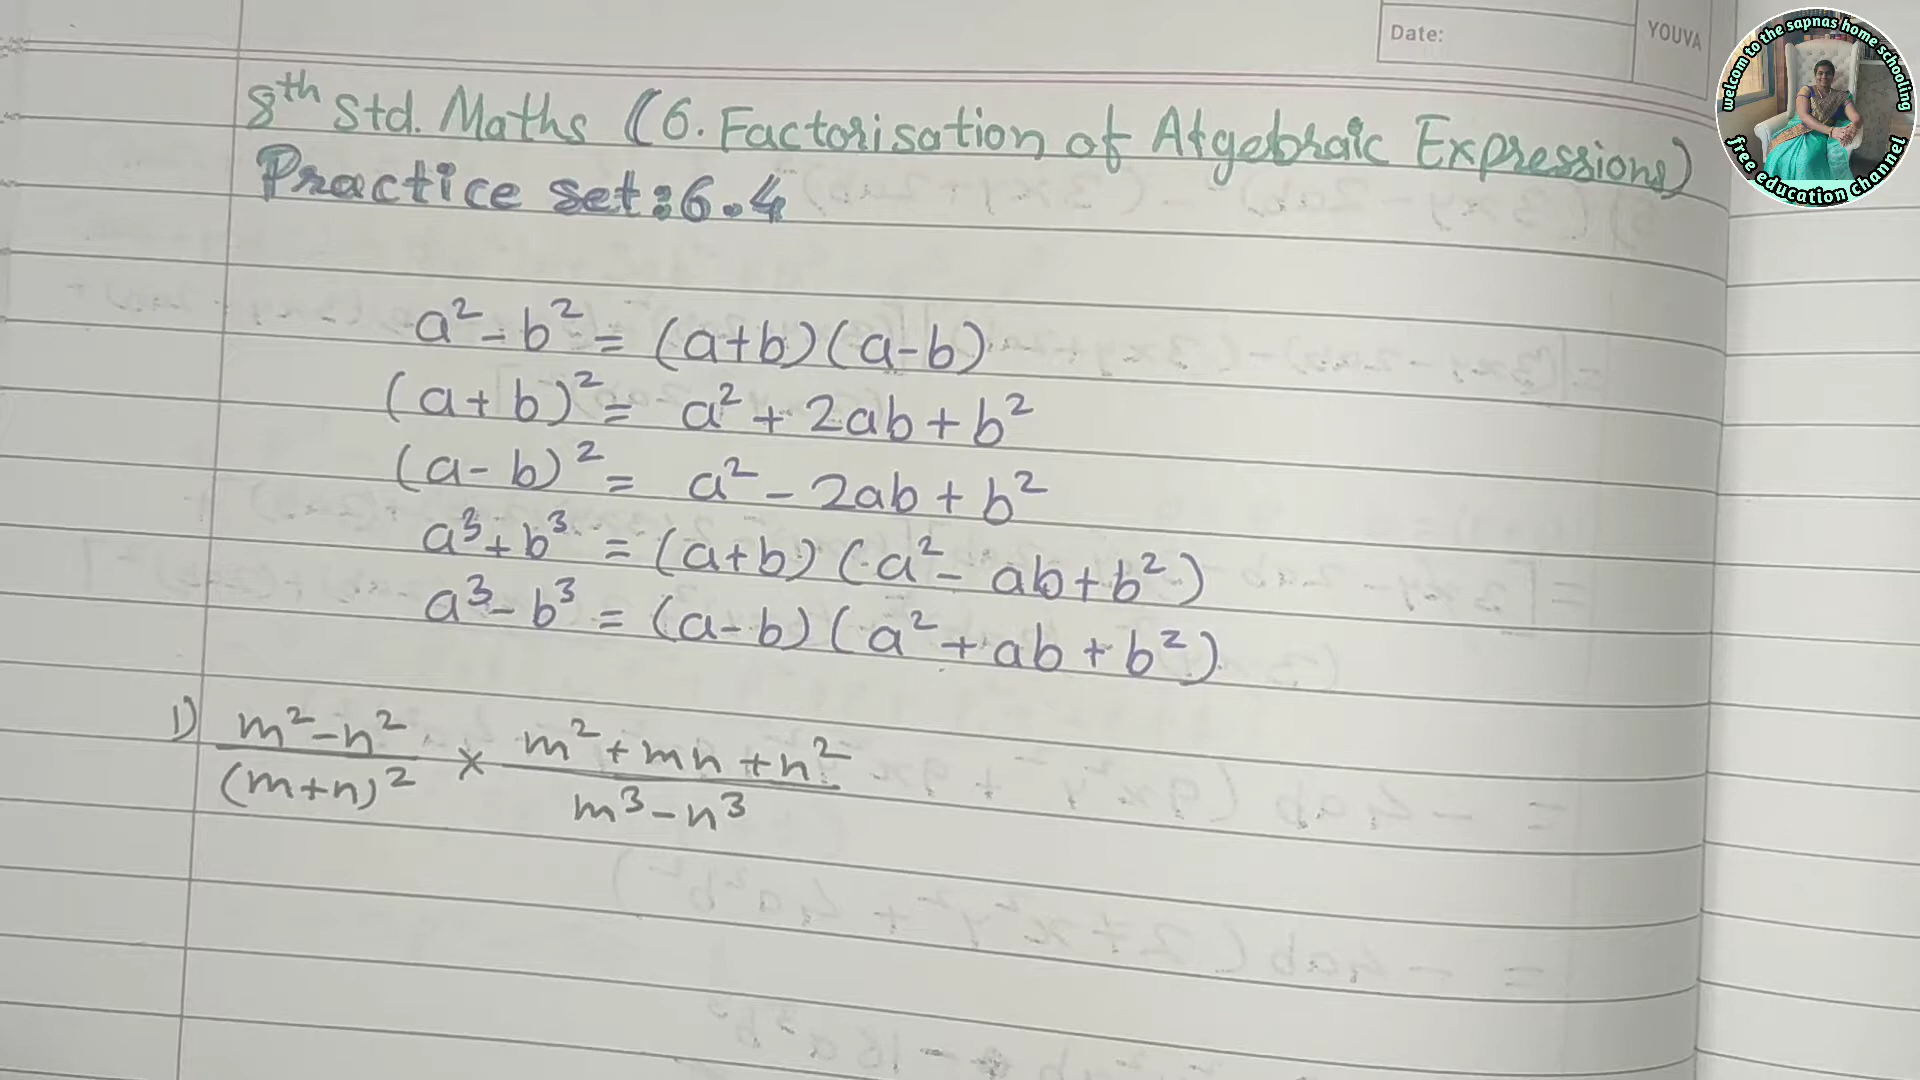 Date:
YOUVA
welcom to the sapnas home schooling
free education channel
8th Std. Maths (6. Factorisation of Algebraic Expressions)
Practice set: 6.4
a² - b² = (a+b)(a-b)
(a+b)² = a² + 2ab + b²
(a-b)² = a² - 2ab + b²
a³+b³ = (a+b)(a² - ab+b²)
a³-b³ = (a-b)(a² + ab + b²).
1) m²-n² / (m+n)² × m²+mn+n² / m³-n³